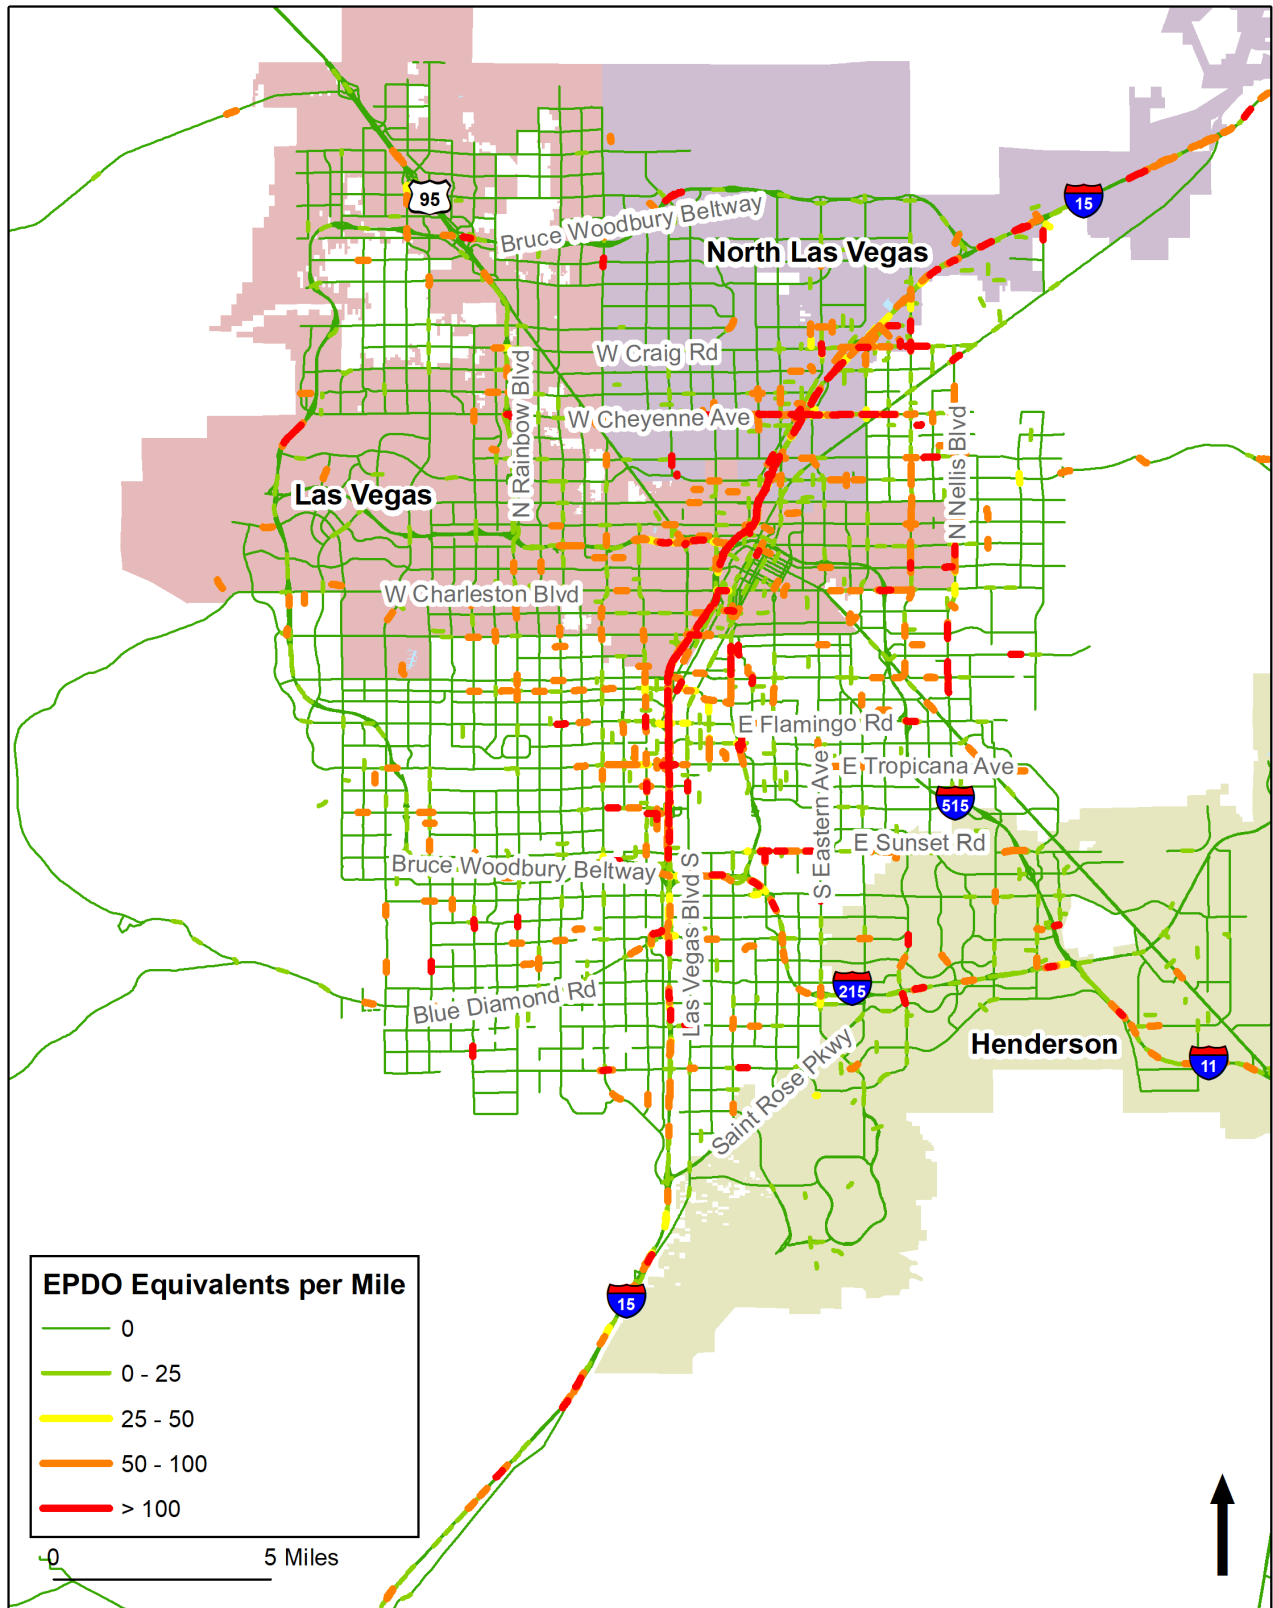 95
15
Bruce Woodbury Beltway
North Las Vegas
W Craig Rd
N Rainbow Blvd
W Cheyenne Ave
N Nellis Blvd
Las Vegas
W Charleston Blvd
E Flamingo Rd
E Tropicana Ave
S Eastern Ave
515
E Sunset Rd
Bruce Woodbury Beltway
Las Vegas Blvd S
215
Blue Diamond Rd
Henderson
11
Saint Rose Pkwy
15
EPDO Equivalents per Mile
0
0 - 25
25 - 50
50 - 100
> 100
0 5 Miles